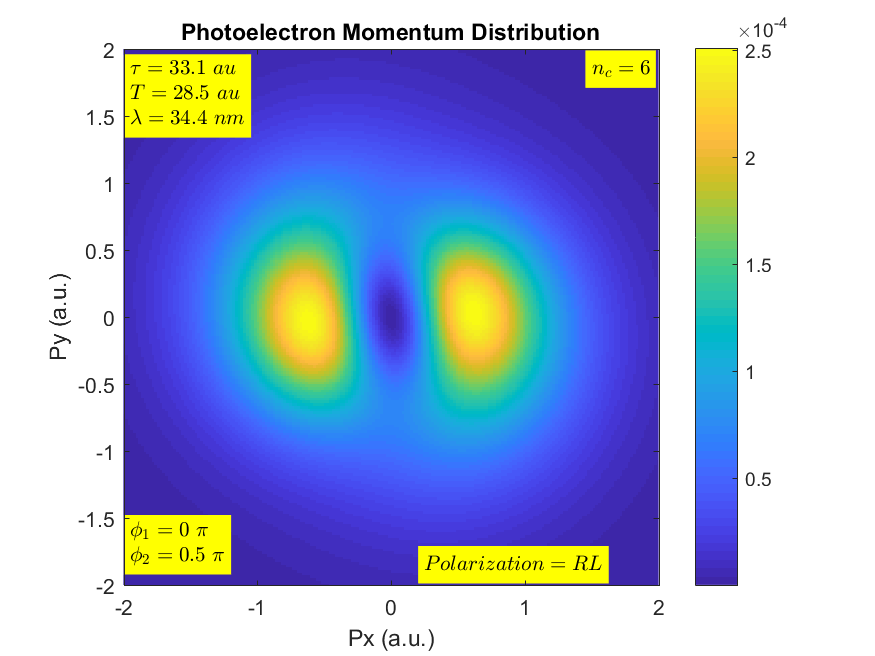 Photoelectron Momentum Distribution
×10⁻⁴
τ = 33.1 au
T = 28.5 au
λ = 34.4 nm
n_c = 6
2
1.5
1
0.5
0
-0.5
-1
-1.5
-2
Py (a.u.)
ϕ₁ = 0 π
ϕ₂ = 0.5 π
Polarization = RL
-2 -1 0 1 2
Px (a.u.)
2.5
2
1.5
1
0.5